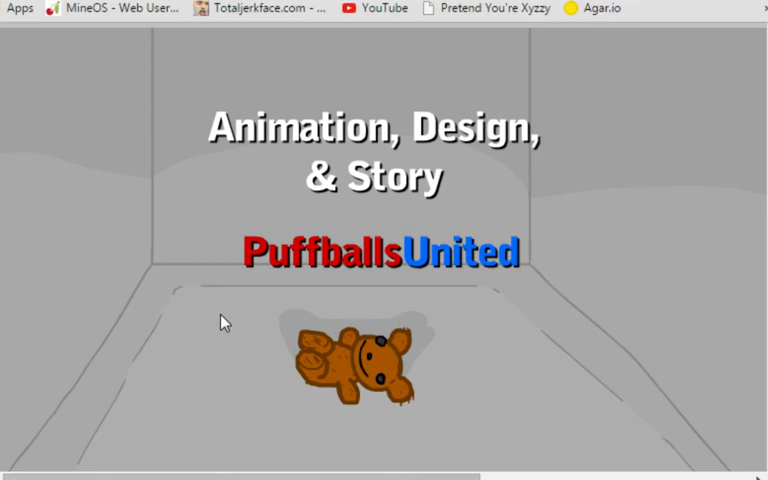 Apps MineOS - Web User... Totaljerkface.com - ... YouTube Pretend You're Xyzzy Agar.io
Animation, Design,
& Story
PuffballsUnited